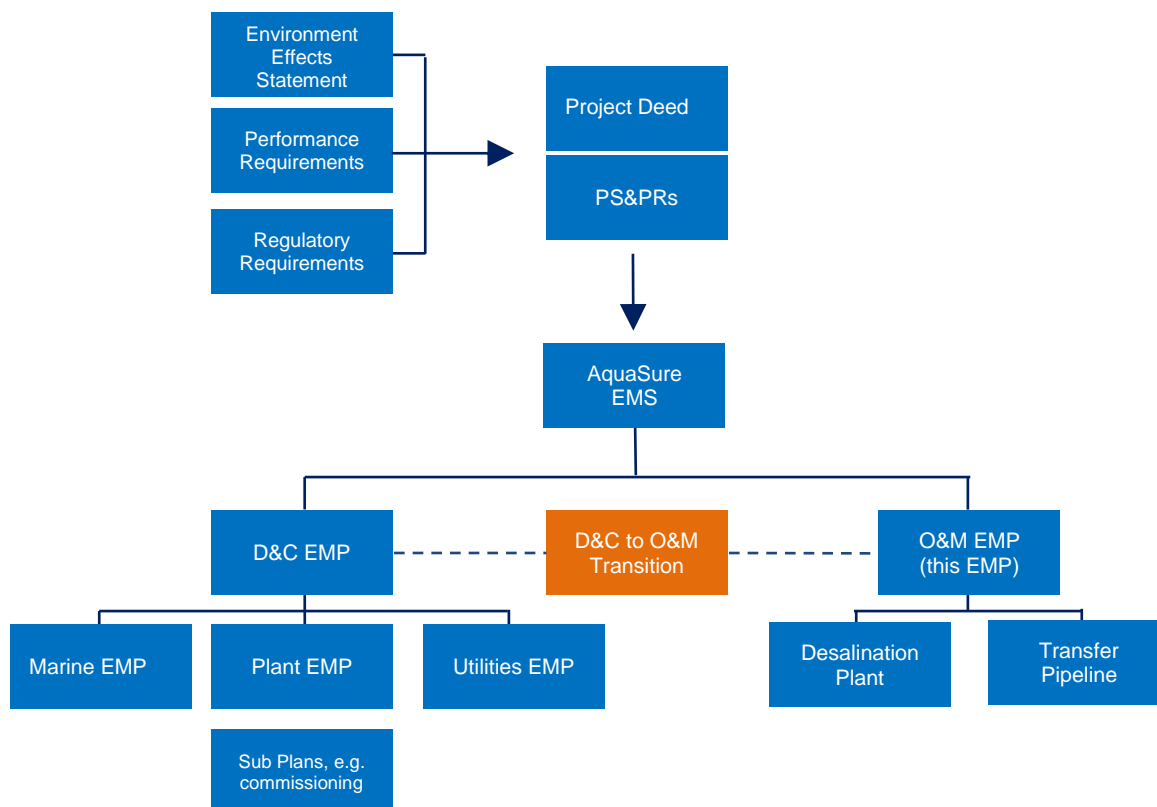 Environment
Effects
Statement
Performance
Requirements
Regulatory
Requirements
Project Deed
PS&PRs
AquaSure
EMS
D&C EMP
D&C to O&M
Transition
O&M EMP
(this EMP)
Marine EMP
Plant EMP
Utilities EMP
Desalination
Plant
Transfer
Pipeline
Sub Plans, e.g.
commissioning